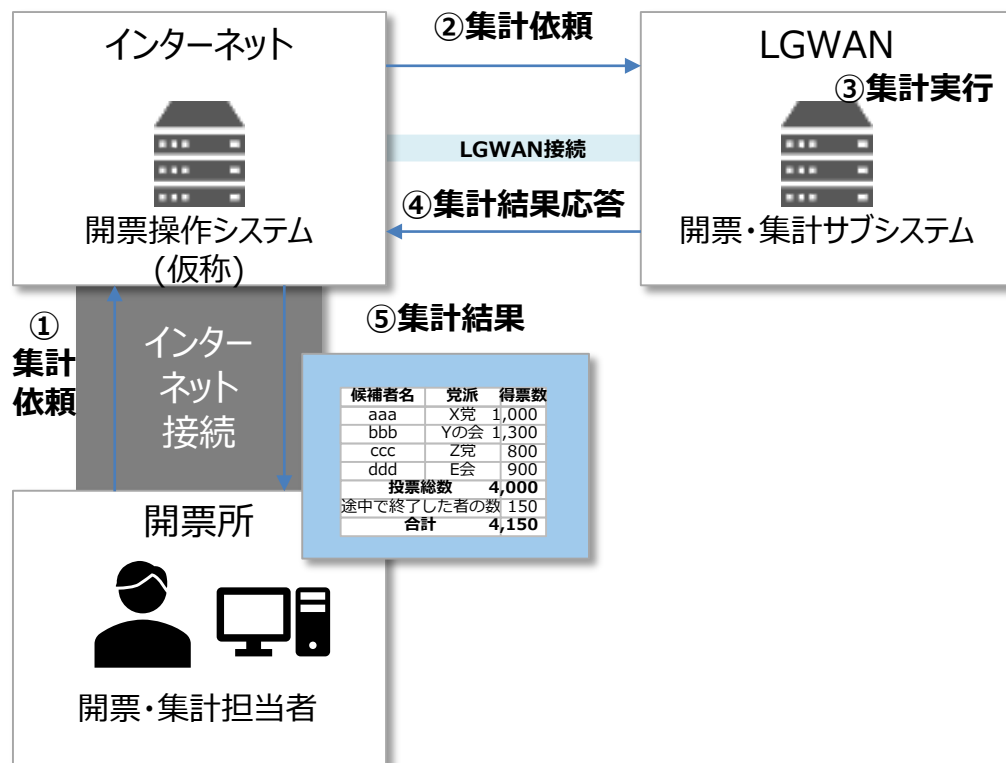 インターネット
②集計依頼
LGWAN
③集計実行
LGWAN接続
④集計結果応答
開票操作システム
(仮称)
開票・集計サブシステム
①
集計
依頼
インター
ネット
接続
⑤集計結果
候補者名 党派 得票数
aaa X党 1,000
bbb Yの会 1,300
ccc Z党 800
ddd E会 900
投票総数 4,000
途中で終了した者の数 150
合計 4,150
開票所
開票・集計担当者